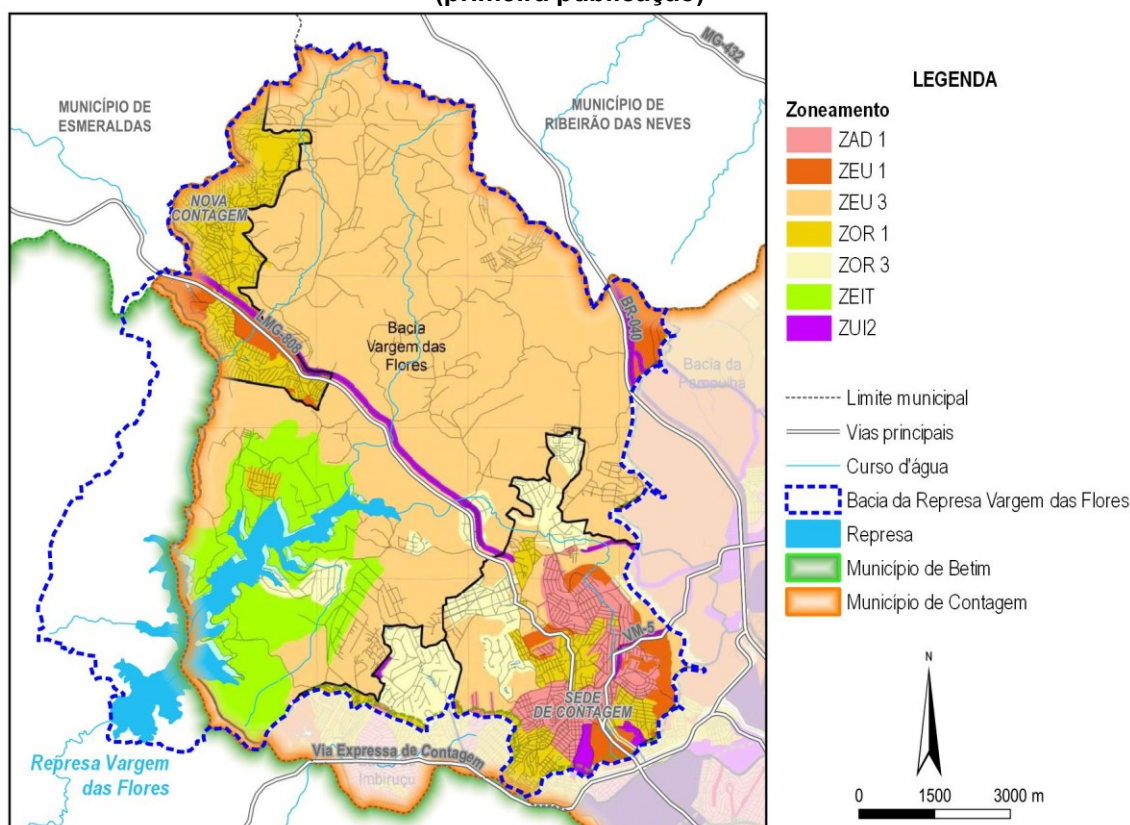 (primeira publicação)
MG-432
MUNICÍPIO DE
ESMERALDAS
MUNICÍPIO DE
RIBEIRÃO DAS NEVES
NOVA
CONTAGEM
LMG-808
BR-040
Bacia
Vargem das
Flores
Bacia da
Pampulha
VM-5
SEDE
DE CONTAGEM
Via Expressa de Contagem
Imbiruçu
Represa Vargem
das Flores
LEGENDA
Zoneamento
ZAD 1
ZEU 1
ZEU 3
ZOR 1
ZOR 3
ZEIT
ZUI2
Limite municipal
Vias principais
Curso d'água
Bacia da Represa Vargem das Flores
Represa
Município de Betim
Município de Contagem
N
0 1500 3000 m